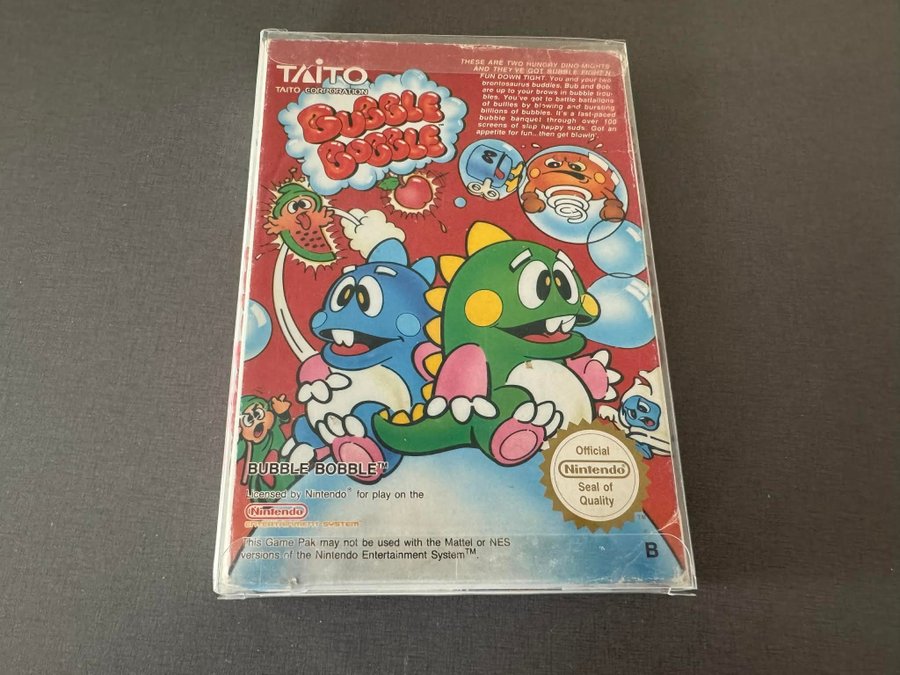 TAITO
TAITO CORPORATION
BUBBLE
BOBBLE
THESE ARE TWO HUNGRY DINO-MIGHTS
AND THEY'VE GOT BUBBLE FIGHT'N
FUN DOWN TIGHT. You and your two
brontosaurus buddies, Bub and Bob
are up to your brows in bubble trou-
bles. You've got to battle battalions
of bullies by blowing and bursting
billions of bubbles. It's a fast-paced
bubble banquet through over 100
screens of slap happy suds. Got an
appetite for fun...then get blowin'.
BUBBLE BOBBLE™
Licensed by Nintendo® for play on the
Nintendo
ENTERTAINMENT SYSTEM™
This Game Pak may not be used with the Mattel or NES
versions of the Nintendo Entertainment System™.
Official
Nintendo
Seal of
Quality
TM
B